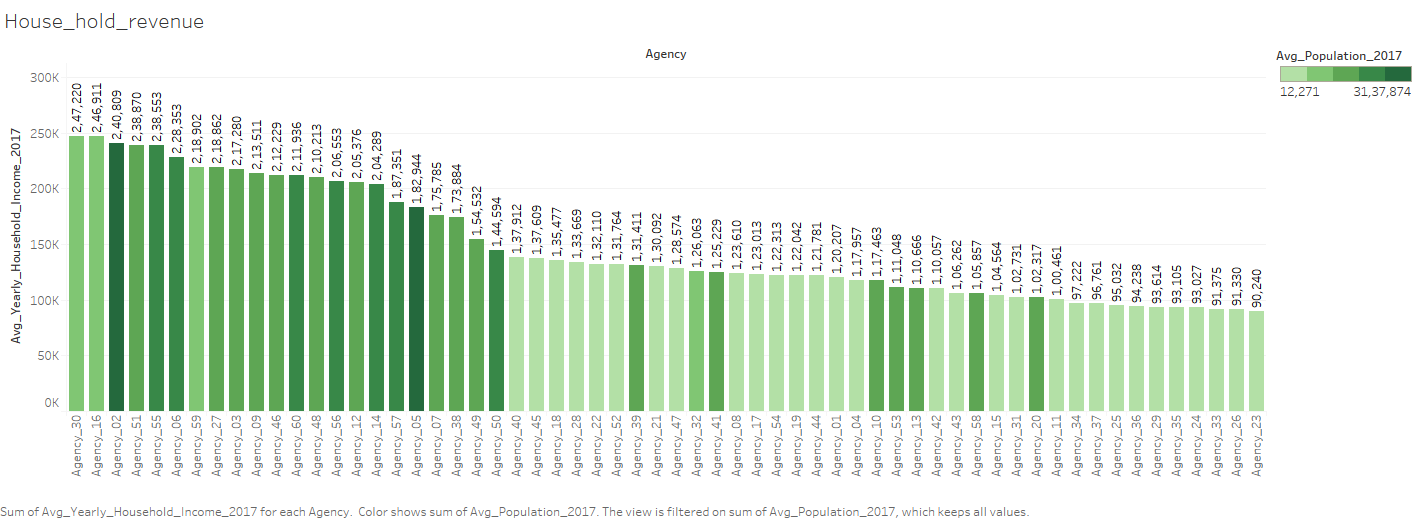 House_hold_revenue
Agency
Avg_Population_2017
12,271 31,37,874
Avg_Yearly_Household_Income_2017
300K
250K
200K
150K
100K
50K
0K
2,47,220
2,46,911
2,40,809
2,38,870
2,38,553
2,28,353
2,18,902
2,18,862
2,17,280
2,13,511
2,12,229
2,11,936
2,10,213
2,06,553
2,05,376
2,04,289
1,87,351
1,82,944
1,75,785
1,73,884
1,54,532
1,44,594
1,37,912
1,37,609
1,35,477
1,33,669
1,32,110
1,31,764
1,31,411
1,30,092
1,28,574
1,26,063
1,25,229
1,23,610
1,23,013
1,22,313
1,22,042
1,21,781
1,20,207
1,17,957
1,17,463
1,11,048
1,10,666
1,10,057
1,06,262
1,05,857
1,04,564
1,02,731
1,02,317
1,00,461
97,222
96,761
95,032
94,238
93,614
93,105
93,027
91,375
91,330
90,240
Agency_30
Agency_16
Agency_02
Agency_51
Agency_55
Agency_06
Agency_59
Agency_27
Agency_03
Agency_09
Agency_46
Agency_60
Agency_48
Agency_56
Agency_12
Agency_14
Agency_57
Agency_05
Agency_07
Agency_38
Agency_49
Agency_50
Agency_40
Agency_45
Agency_18
Agency_28
Agency_22
Agency_52
Agency_39
Agency_21
Agency_47
Agency_32
Agency_41
Agency_08
Agency_17
Agency_54
Agency_19
Agency_44
Agency_01
Agency_04
Agency_10
Agency_53
Agency_13
Agency_42
Agency_43
Agency_58
Agency_15
Agency_31
Agency_20
Agency_11
Agency_34
Agency_37
Agency_25
Agency_36
Agency_29
Agency_35
Agency_24
Agency_33
Agency_26
Agency_23
Sum of Avg_Yearly_Household_Income_2017 for each Agency. Color shows sum of Avg_Population_2017. The view is filtered on sum of Avg_Population_2017, which keeps all values.